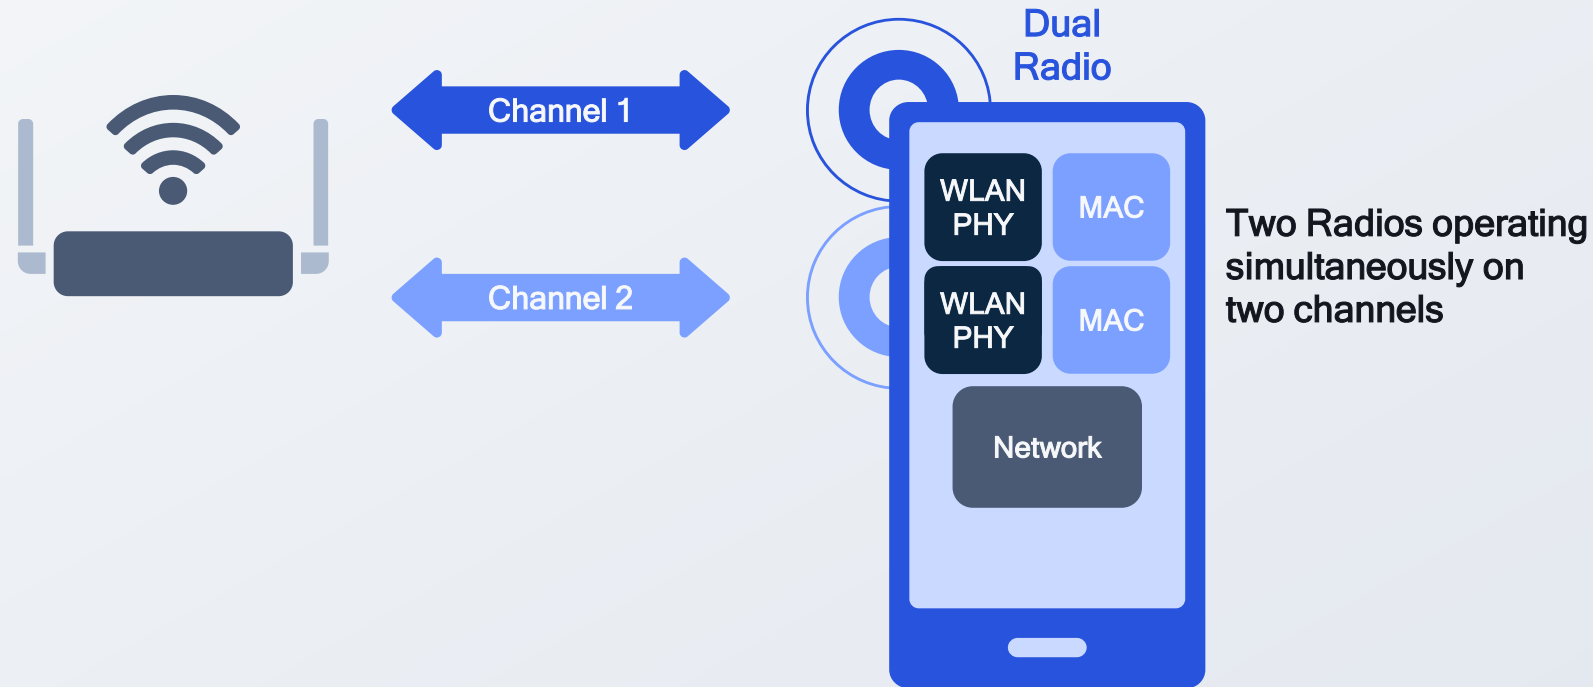 Dual
Radio
Channel 1
WLAN
PHY
MAC
Two Radios operating
simultaneously on
two channels
Channel 2
WLAN
PHY
MAC
Network